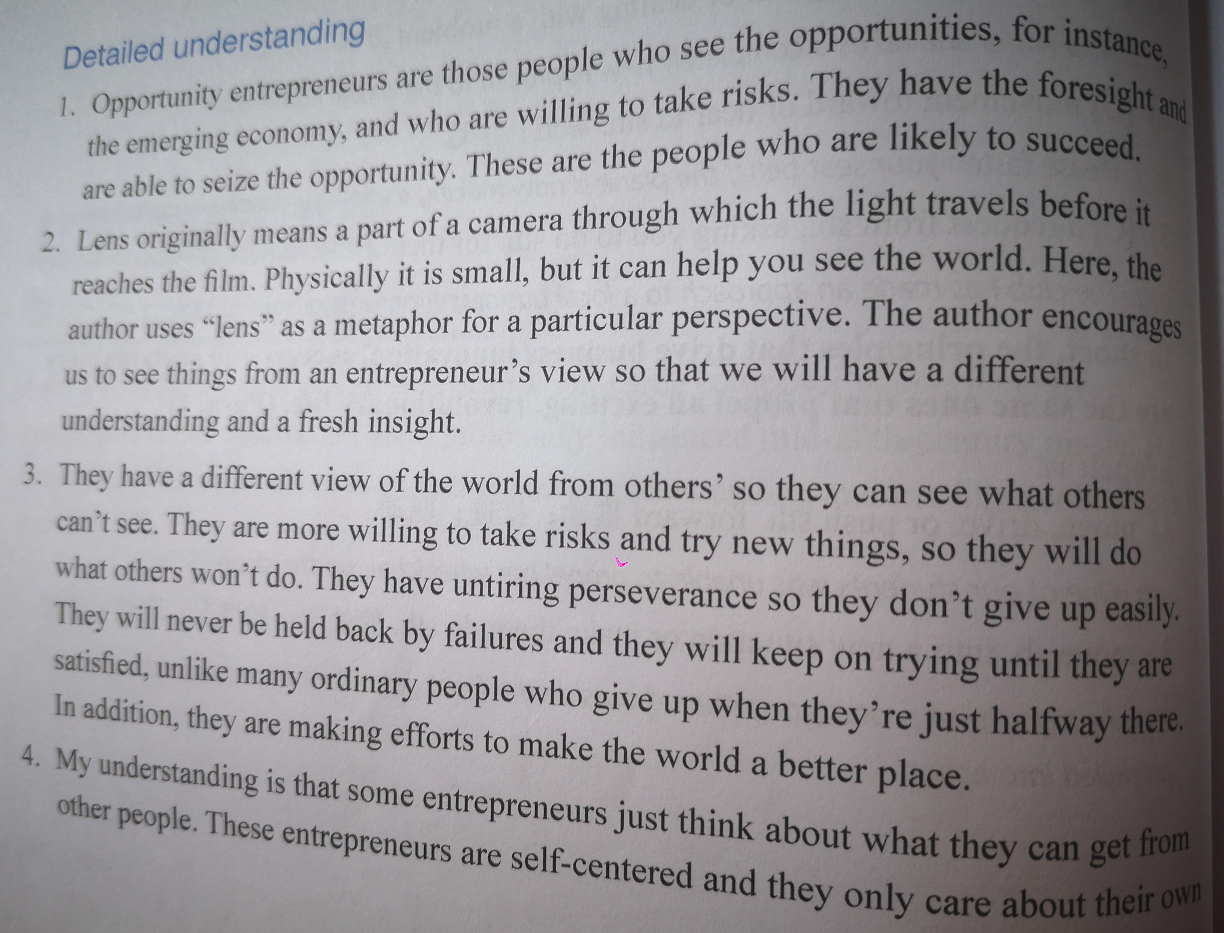 Detailed understanding
1. Opportunity entrepreneurs are those people who see the opportunities, for instance,
the emerging economy, and who are willing to take risks. They have the foresight and
are able to seize the opportunity. These are the people who are likely to succeed.
2. Lens originally means a part of a camera through which the light travels before it
reaches the film. Physically it is small, but it can help you see the world. Here, the
author uses “lens” as a metaphor for a particular perspective. The author encourages
us to see things from an entrepreneur’s view so that we will have a different
understanding and a fresh insight.
3. They have a different view of the world from others’ so they can see what others
can’t see. They are more willing to take risks and try new things, so they will do
what others won’t do. They have untiring perseverance so they don’t give up easily.
They will never be held back by failures and they will keep on trying until they are
satisfied, unlike many ordinary people who give up when they’re just halfway there.
In addition, they are making efforts to make the world a better place.
4. My understanding is that some entrepreneurs just think about what they can get from
other people. These entrepreneurs are self-centered and they only care about their own